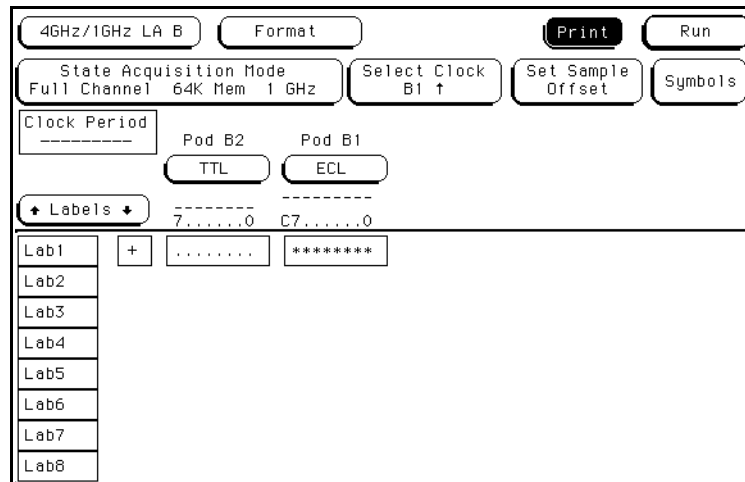 4GHz/1GHz LA B
Format
Print
Run
State Acquisition Mode
Full Channel 64K Mem 1 GHz
Select Clock
B1 ↑
Set Sample
Offset
Symbols
Clock Period
---------
Pod B2
Pod B1
TTL
ECL
↑ Labels ↓
--------
---------
7......0
C7......0
Lab1
+
........
********
Lab2
Lab3
Lab4
Lab5
Lab6
Lab7
Lab8